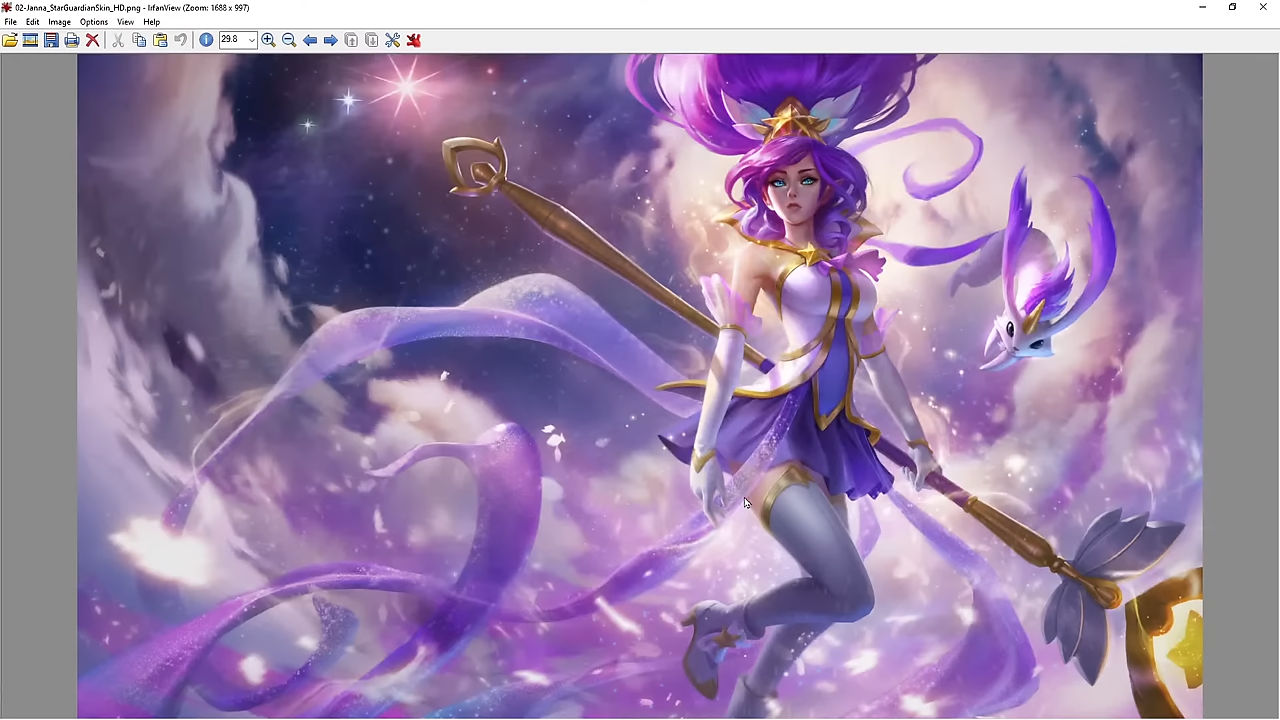 02-Janna_StarGuardianSkin_HD.png - IrfanView (Zoom: 1688 x 997)
File Edit Image Options View Help
29.8